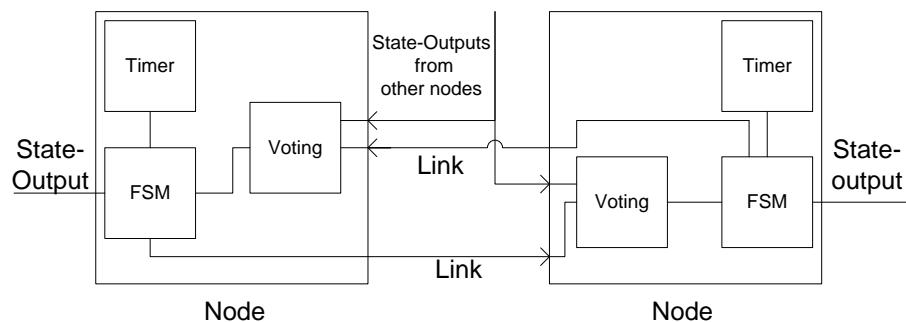 Timer
State-Outputs
from
other nodes
Timer
Voting
State-
Output
FSM
Link
State-
output
Voting
FSM
Link
Node
Node